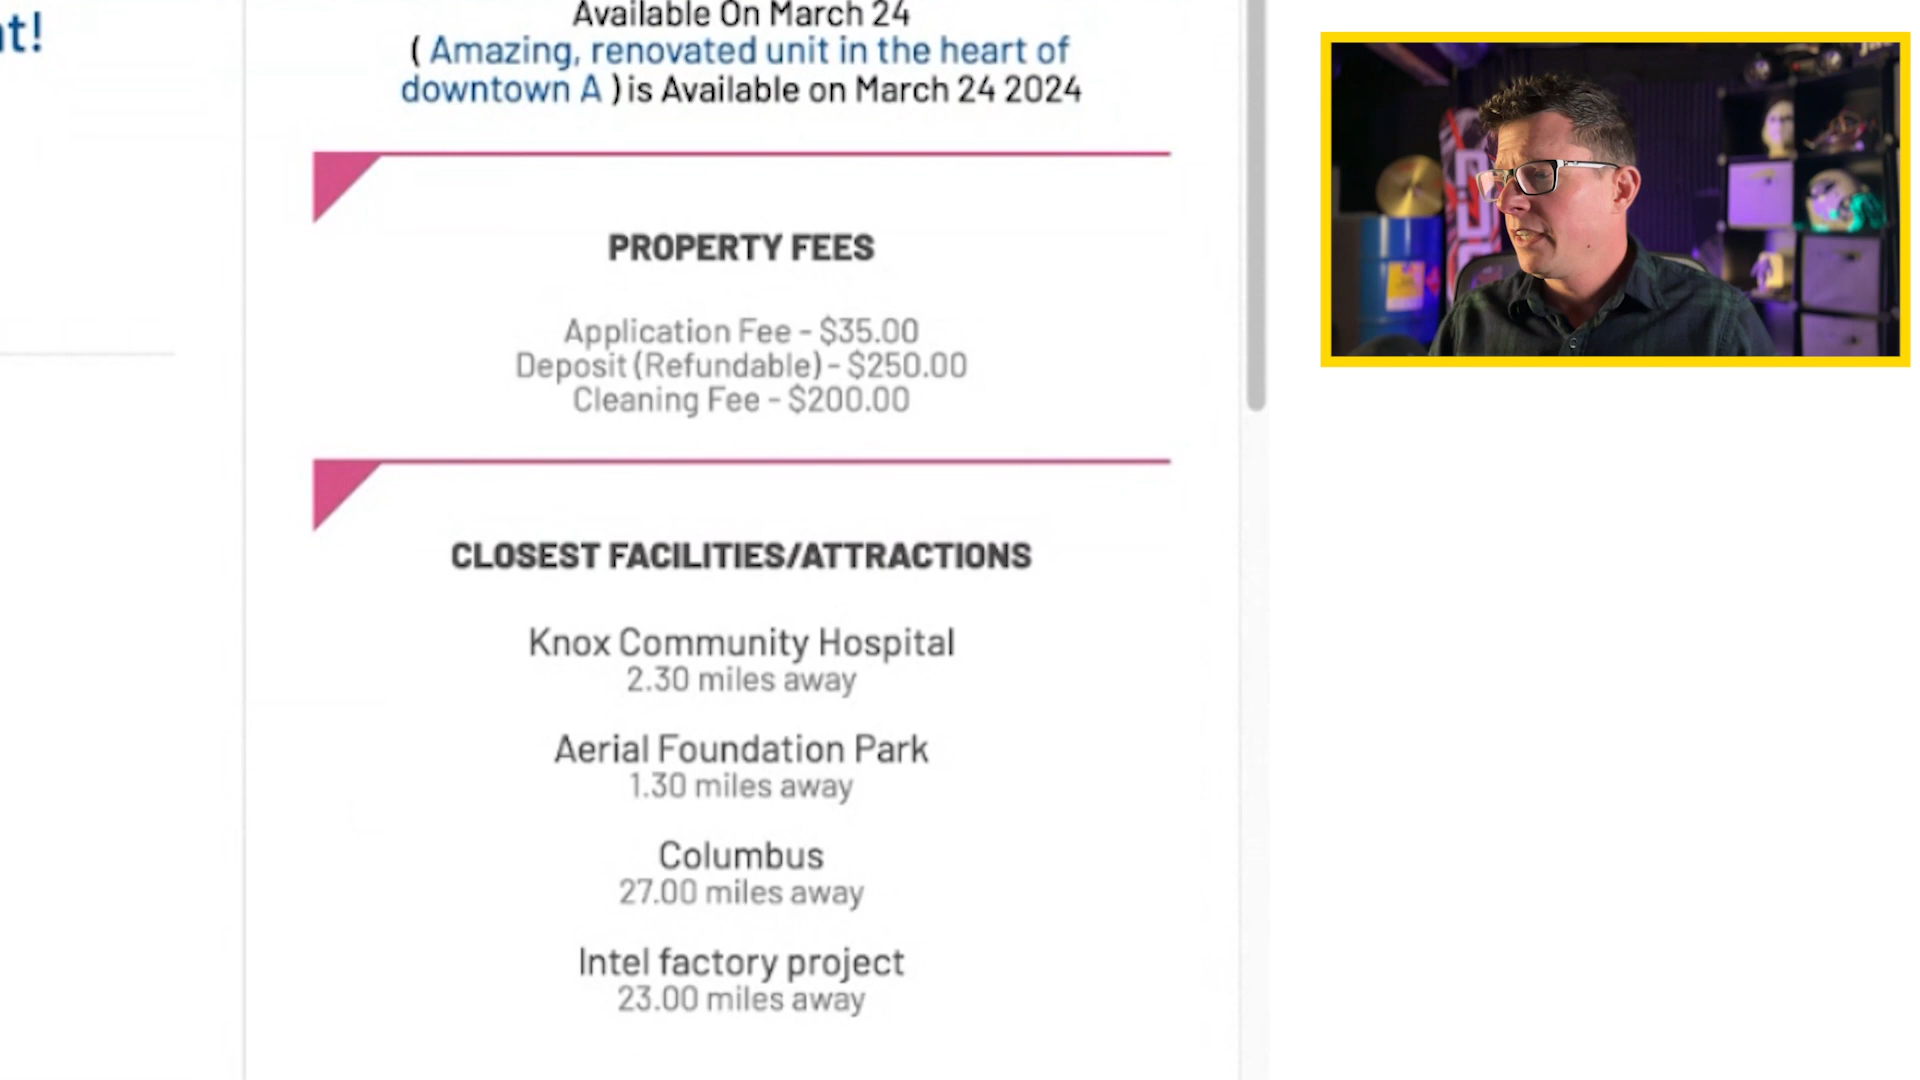 t!
Available On March 24
( Amazing, renovated unit in the heart of
downtown A ) is Available on March 24 2024
PROPERTY FEES
Application Fee - $35.00
Deposit (Refundable) - $250.00
Cleaning Fee - $200.00
CLOSEST FACILITIES/ATTRACTIONS
Knox Community Hospital
2.30 miles away
Aerial Foundation Park
1.30 miles away
Columbus
27.00 miles away
Intel factory project
23.00 miles away